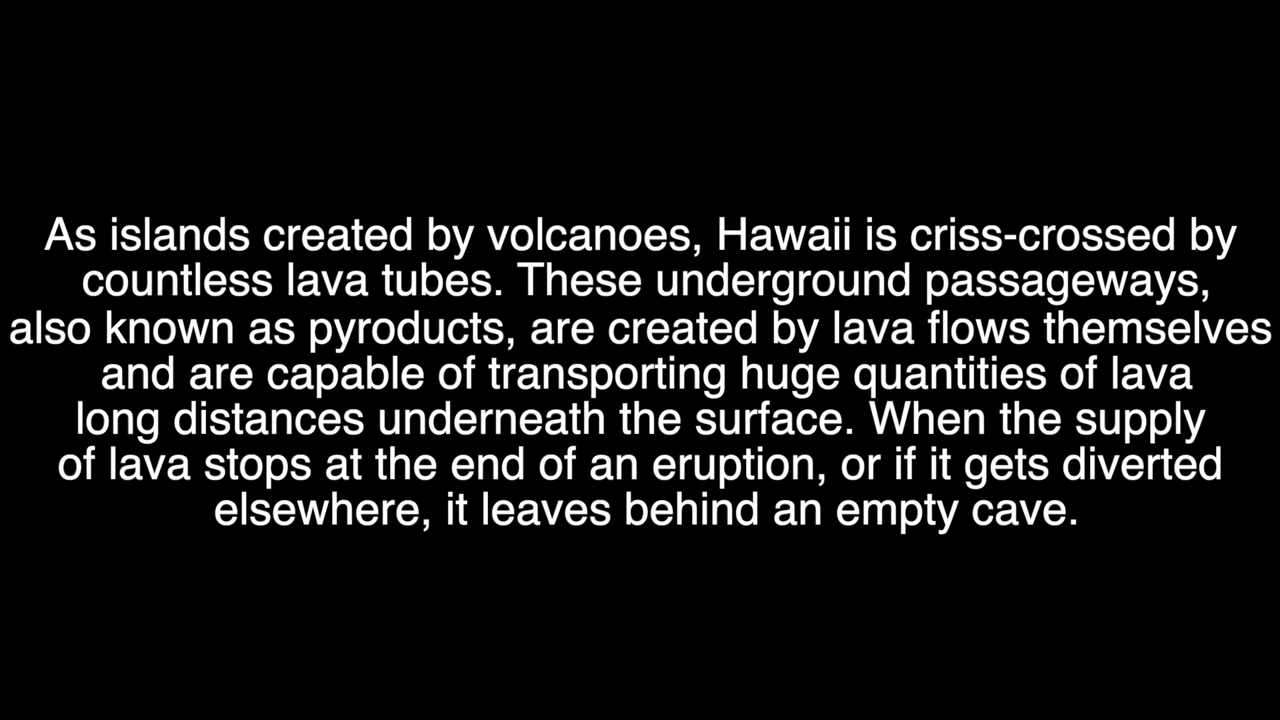 As islands created by volcanoes, Hawaii is criss-crossed by
countless lava tubes. These underground passageways,
also known as pyroducts, are created by lava flows themselves
and are capable of transporting huge quantities of lava
long distances underneath the surface. When the supply
of lava stops at the end of an eruption, or if it gets diverted
elsewhere, it leaves behind an empty cave.